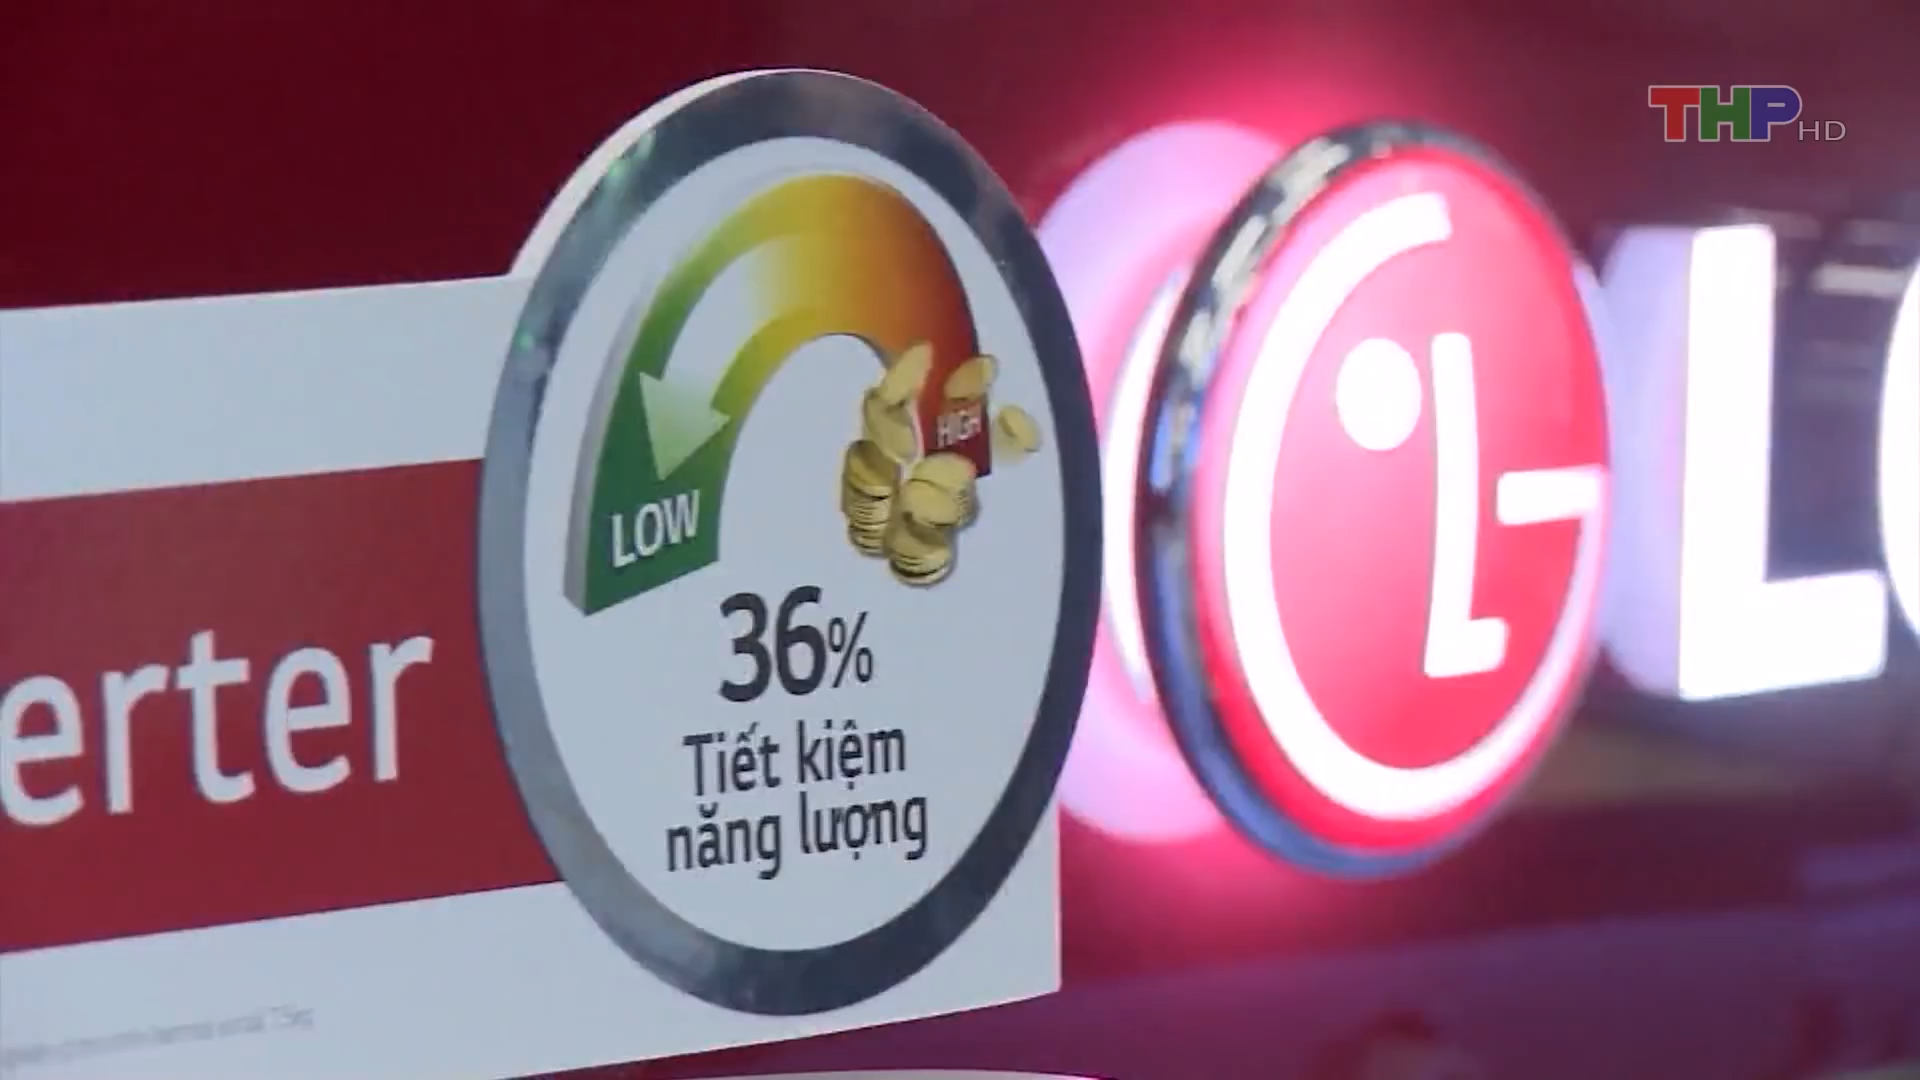 THP HD
LOW
HIGH
36%
Tiết kiệm
năng lượng
erter
LG
L